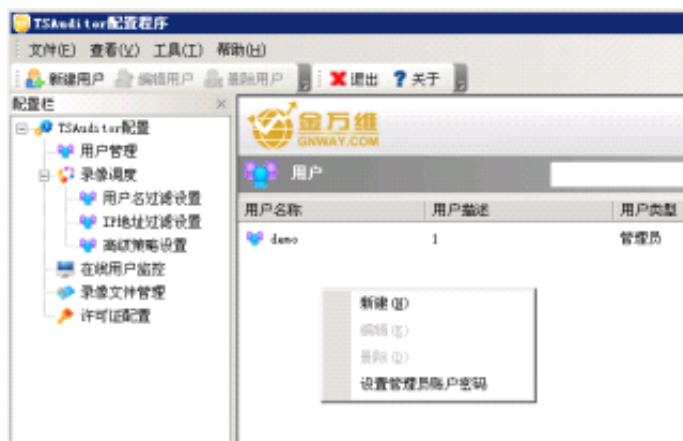 TSAuditor配置程序
文件(F) 查看(V) 工具(T) 帮助(H)
新建用户 编辑用户 删除用户 退出 ? 关于
配置栏 ×
TSAuditor配置
用户管理
录像调度
用户名过滤设置
IP地址过滤设置
高级策略设置
在线用户监控
录像文件管理
许可证配置
金万维
GNWAY.COM
用户
用户名称 用户描述 用户类型
demo 1 管理员
新建(N)
编辑(E)
删除(D)
设置管理员账户密码